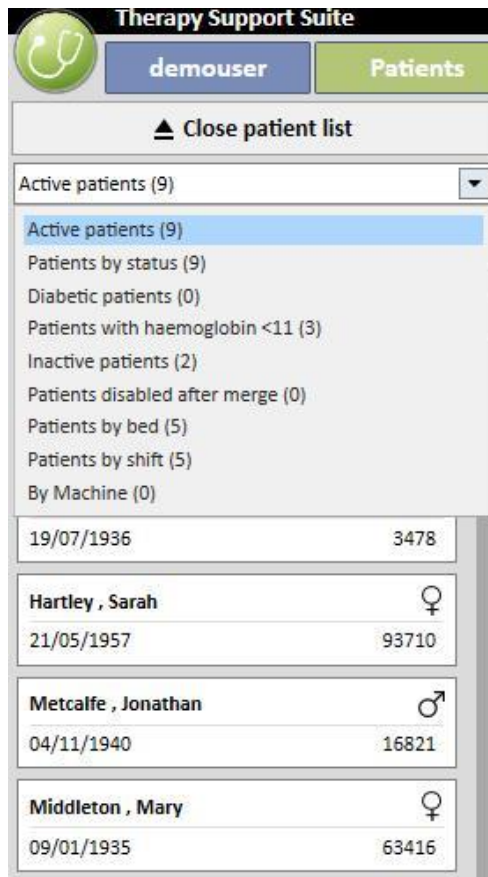 Therapy Support Suite
demouser
Patients
Close patient list
Active patients (9)
Active patients (9)
Patients by status (9)
Diabetic patients (0)
Patients with haemoglobin <11 (3)
Inactive patients (2)
Patients disabled after merge (0)
Patients by bed (5)
Patients by shift (5)
By Machine (0)
19/07/1936 3478
Hartley , Sarah
21/05/1957 93710
Metcalfe , Jonathan
04/11/1940 16821
Middleton , Mary
09/01/1935 63416